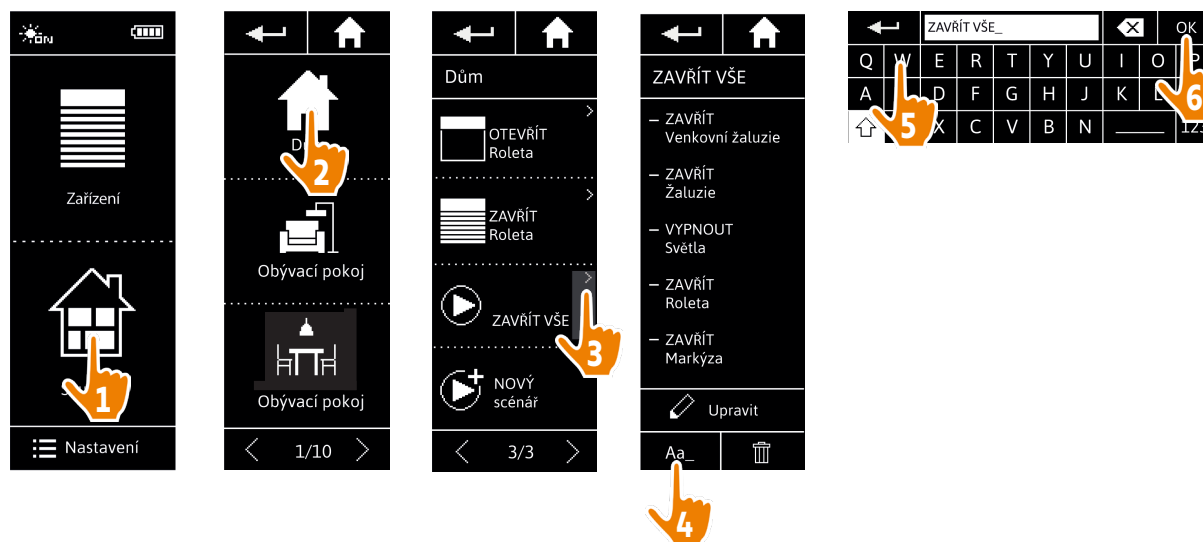 ON
Zařízení
1
Nastavení
2
Obývací pokoj
Obývací pokoj
1/10
Dům
OTEVŘÍT
Roleta
ZAVŘÍT
Roleta
ZAVŘÍT VŠE
3
NOVÝ
scénář
3/3
ZAVŘÍT VŠE
– ZAVŘÍT
Venkovní žaluzie
– ZAVŘÍT
Žaluzie
– VYPNOUT
Světla
– ZAVŘÍT
Roleta
– ZAVŘÍT
Markýza
Upravit
Aa_
4
ZAVŘÍT VŠE_ OK
Q W E R T Y U I O P
A D F G H J K
X C V B N
5
6